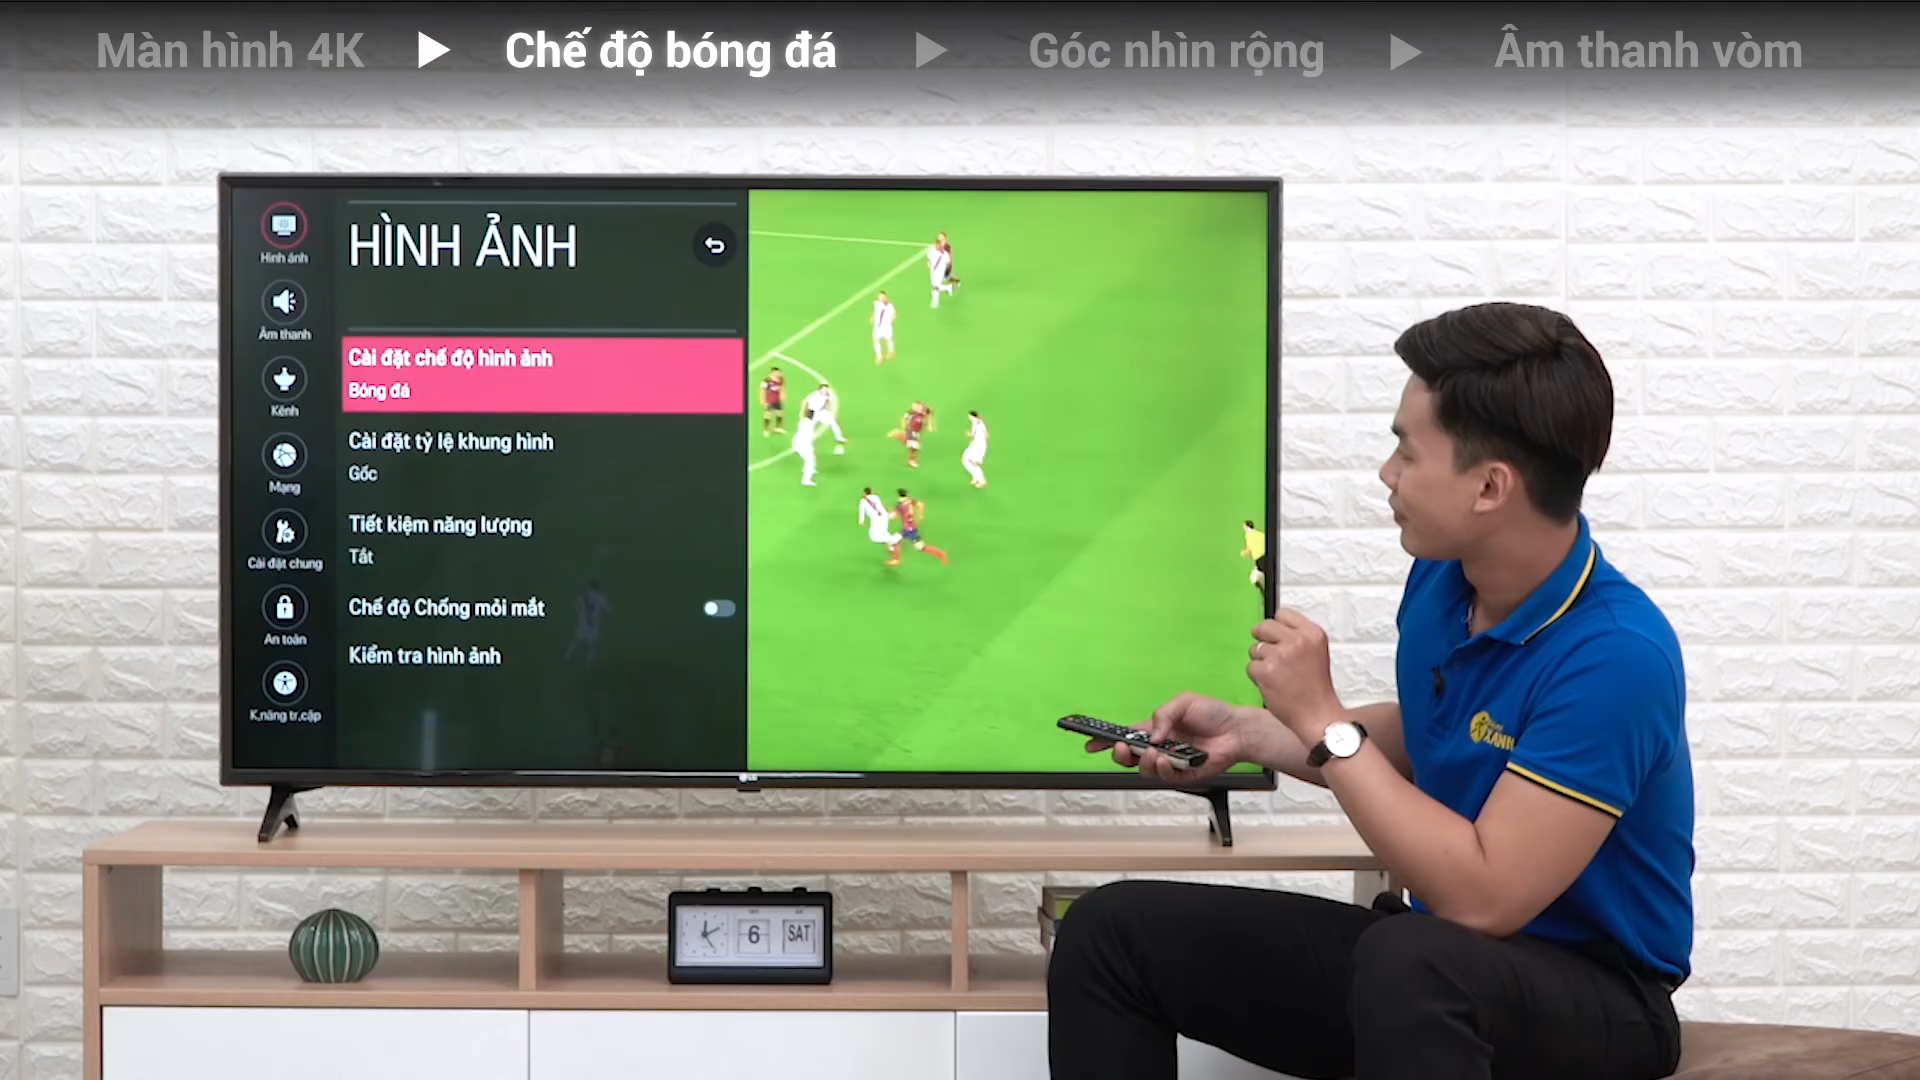 Màn hình 4K ▶ Chế độ bóng đá ▶ Góc nhìn rộng ▶ Âm thanh vòm
HÌNH ẢNH
Hình ảnh
Âm thanh
Kênh
Mạng
Cài đặt chung
An toàn
K.năng tr.cập
Cài đặt chế độ hình ảnh
Bóng đá
Cài đặt tỷ lệ khung hình
Gốc
Tiết kiệm năng lượng
Tắt
Chế độ Chống mỏi mắt
Kiểm tra hình ảnh
LG
XANH
6
SAT